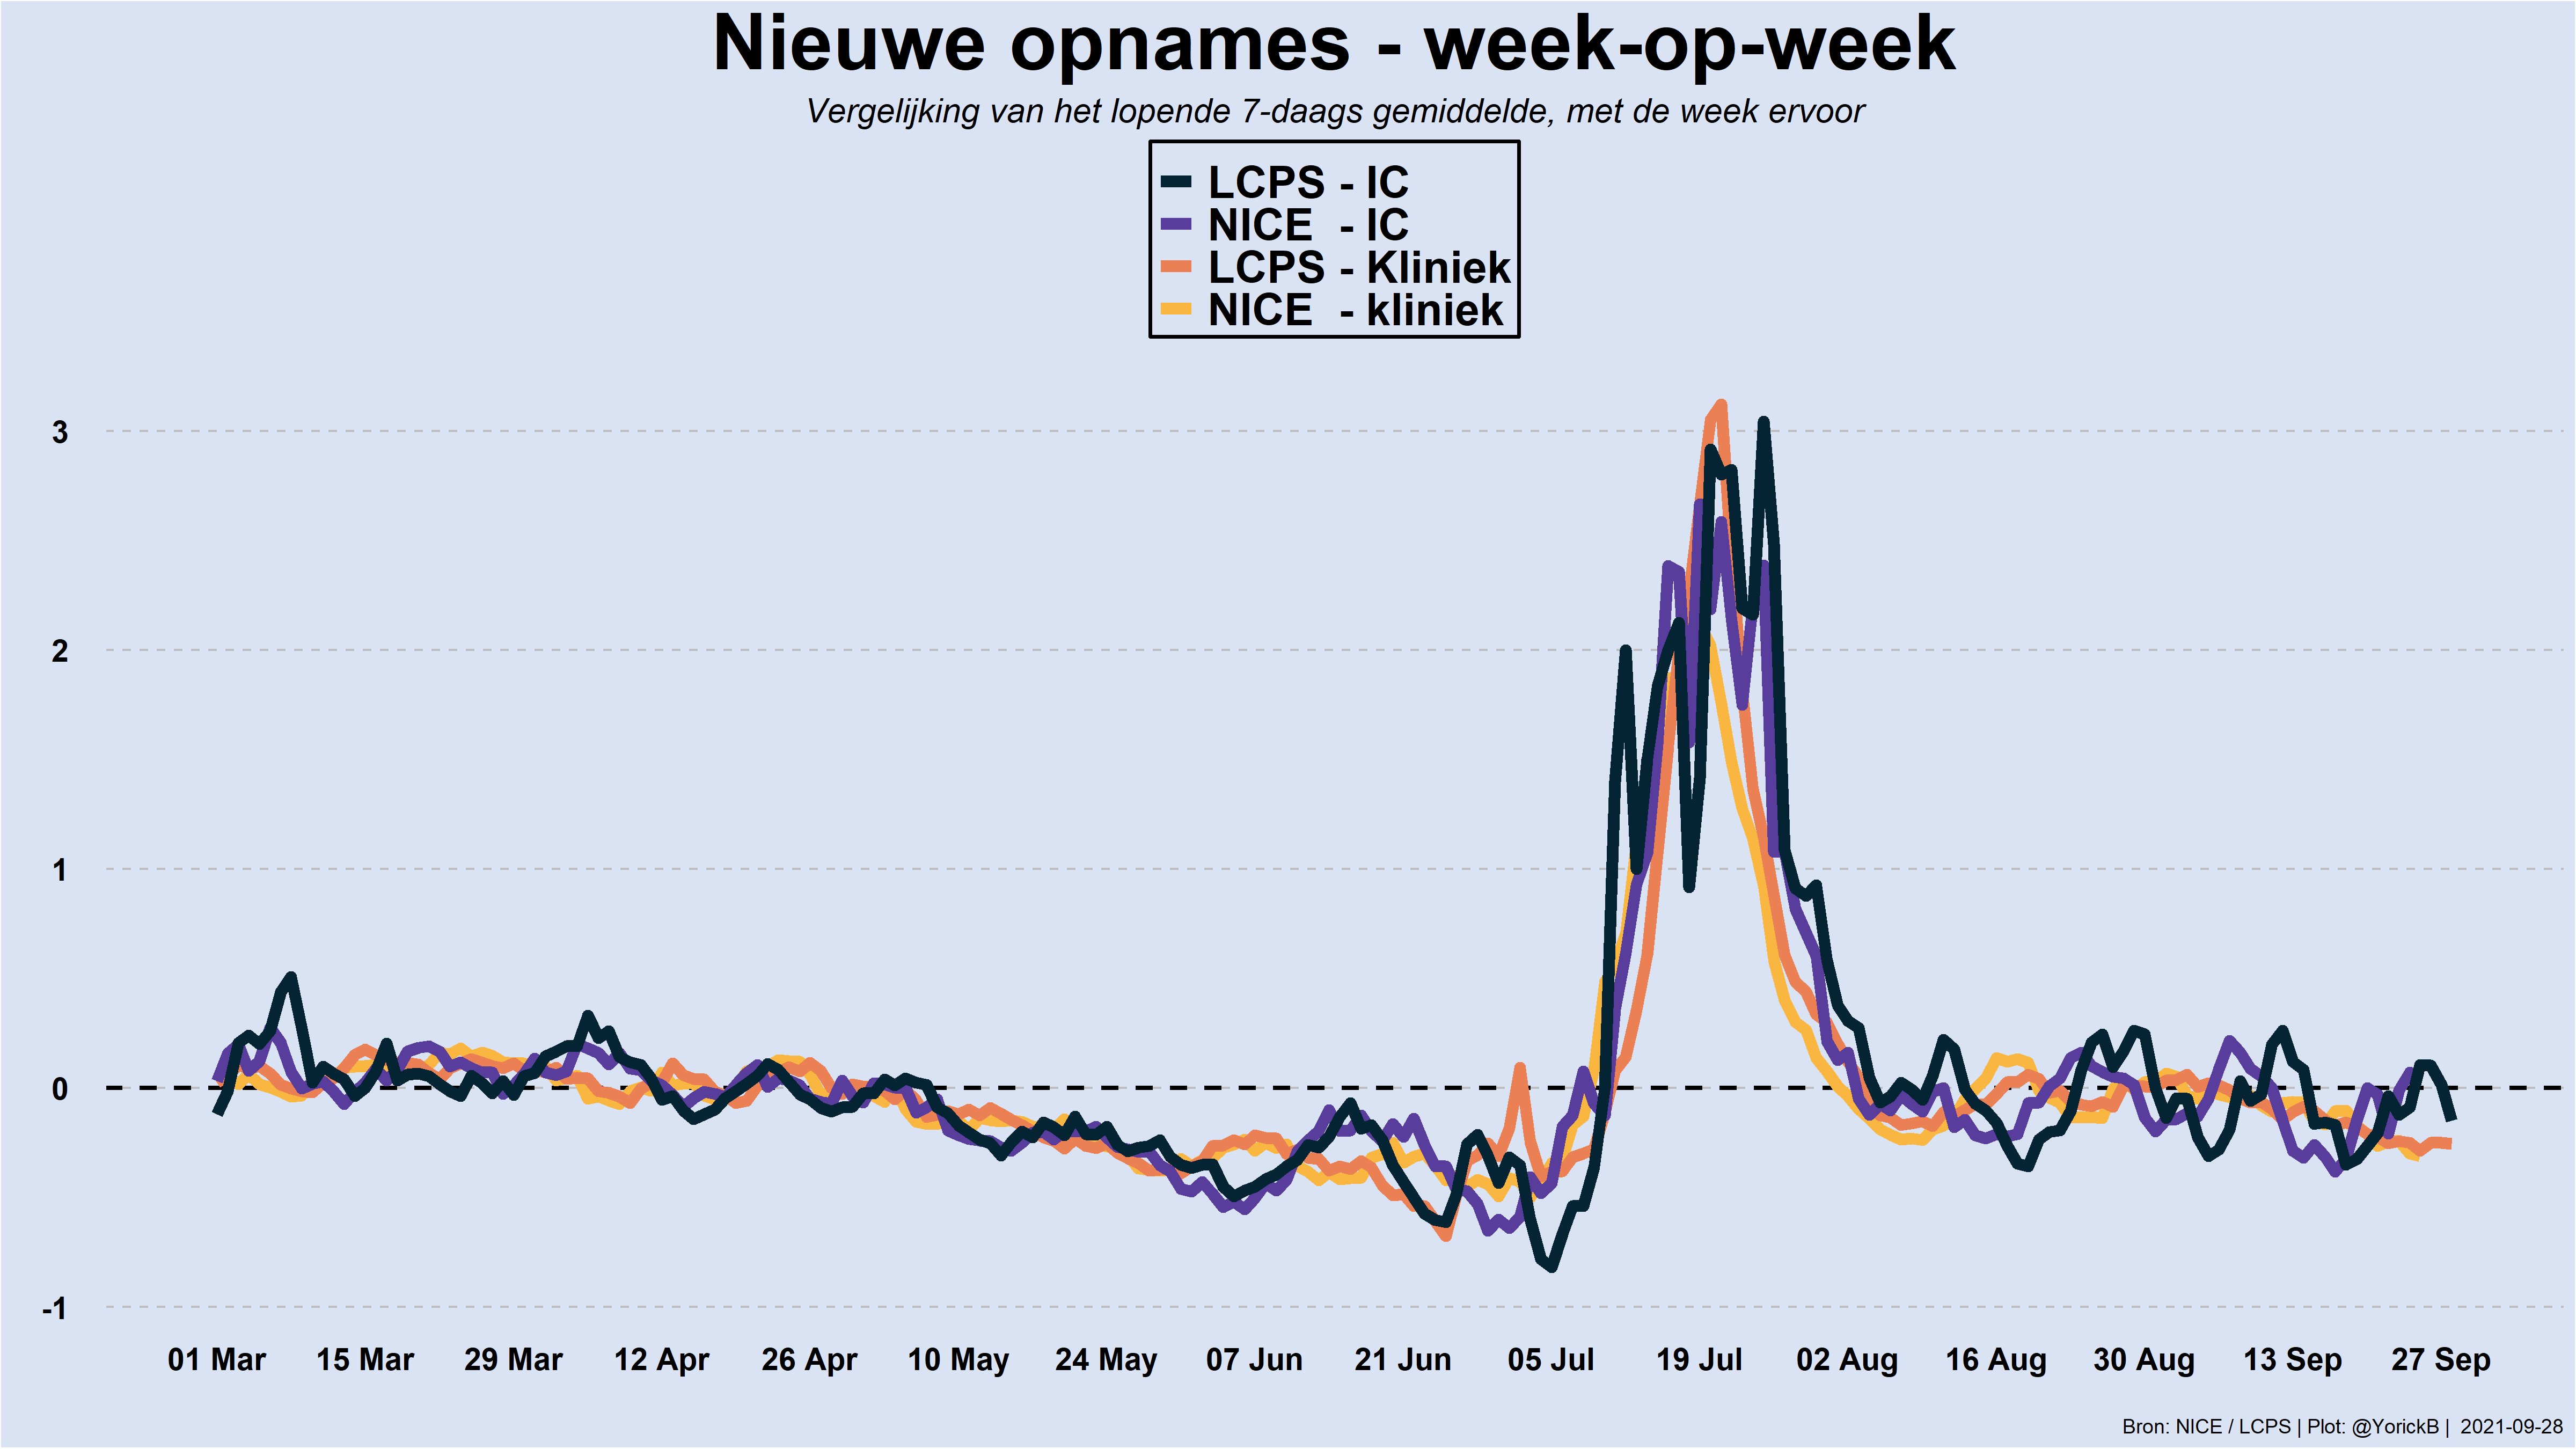 Nieuwe opnames - week-op-week
Vergelijking van het lopende 7-daags gemiddelde, met de week ervoor
LCPS - IC
NICE - IC
LCPS - Kliniek
NICE - kliniek
3
2
1
0
-1
01 Mar 15 Mar 29 Mar 12 Apr 26 Apr 10 May 24 May 07 Jun 21 Jun 05 Jul 19 Jul 02 Aug 16 Aug 30 Aug 13 Sep 27 Sep
Bron: NICE / LCPS | Plot: @YorickB | 2021-09-28